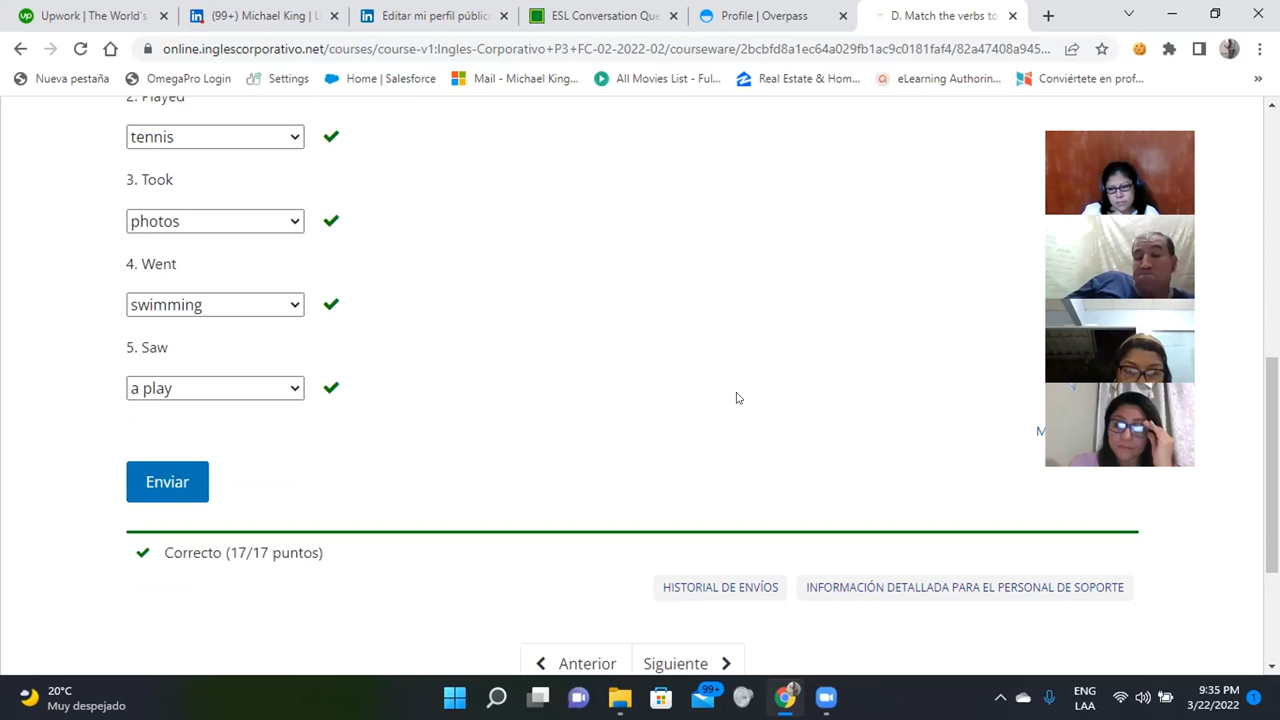 Upwork | The World's
(99+) Michael King | L
Editar mi perfil públic
ESL Conversation Que
Profile | Overpass
D. Match the verbs to
online.inglescorporativo.net/courses/course-v1:Ingles-Corporativo+P3+FC-02-2022-02/courseware/2bcbfd8a1ec64a029fb1ac9c0181faf4/82a47408a945...
Nueva pestaña
OmegaPro Login
Settings
Home | Salesforce
Mail - Michael King...
All Movies List - Ful...
Real Estate & Hom...
eLearning Authorin...
Conviértete en prof...
»
2. Played
tennis
3. Took
photos
4. Went
swimming
5. Saw
a play
M
Enviar
Correcto (17/17 puntos)
HISTORIAL DE ENVÍOS
INFORMACIÓN DETALLADA PARA EL PERSONAL DE SOPORTE
Anterior
Siguiente
20°C
Muy despejado
99+
ENG
LAA
9:35 PM
3/22/2022
1